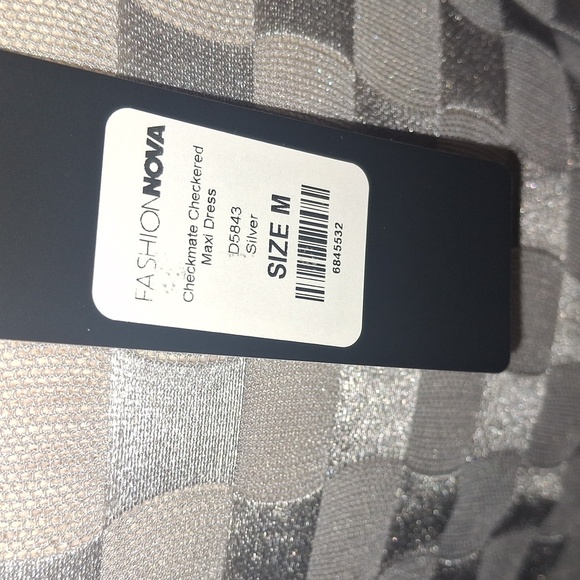 FASHIONNOVA
Checkmate Checkered
Maxi Dress
D5843
Silver
SIZE M
6845532